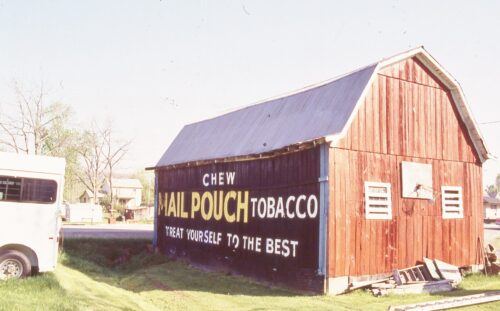 CHEW
MAIL POUCH TOBACCO
TREAT YOURSELF TO THE BEST